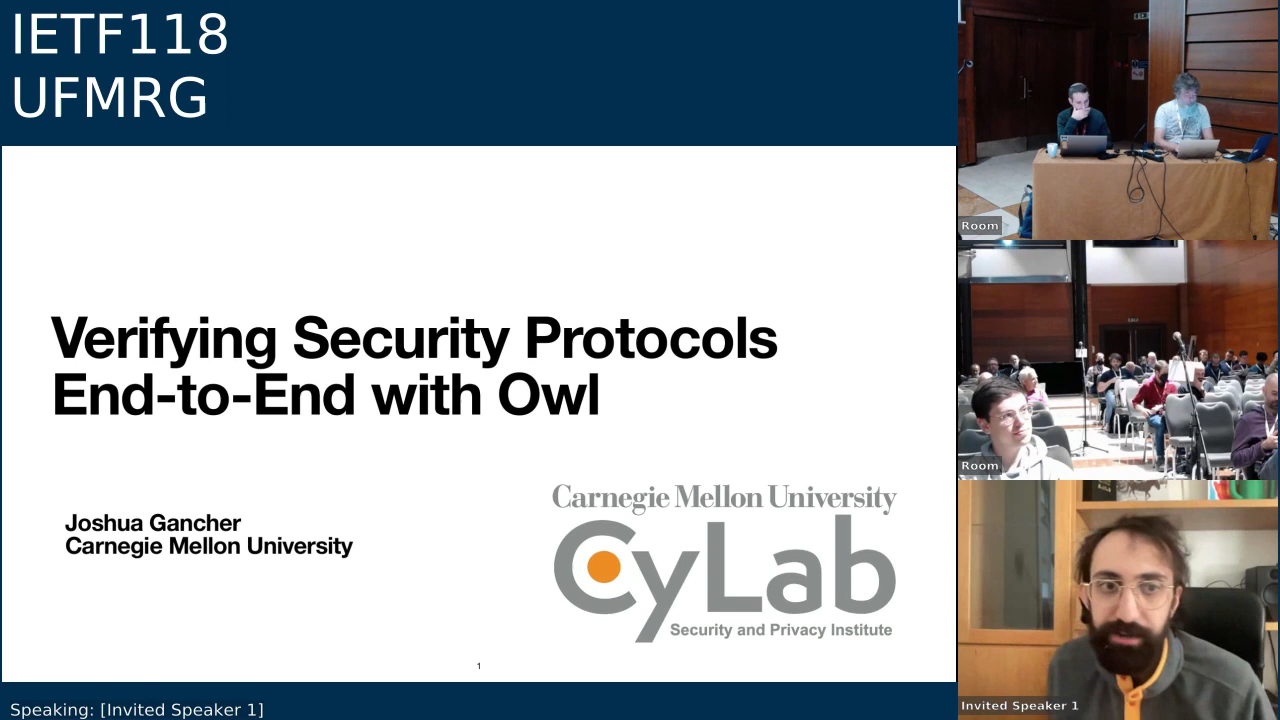 IETF118
UFMRG
Verifying Security Protocols
End-to-End with Owl
Joshua Gancher
Carnegie Mellon University
Carnegie Mellon University
CyLab
Security and Privacy Institute
1
Speaking: [Invited Speaker 1]
Room
Room
Invited Speaker 1